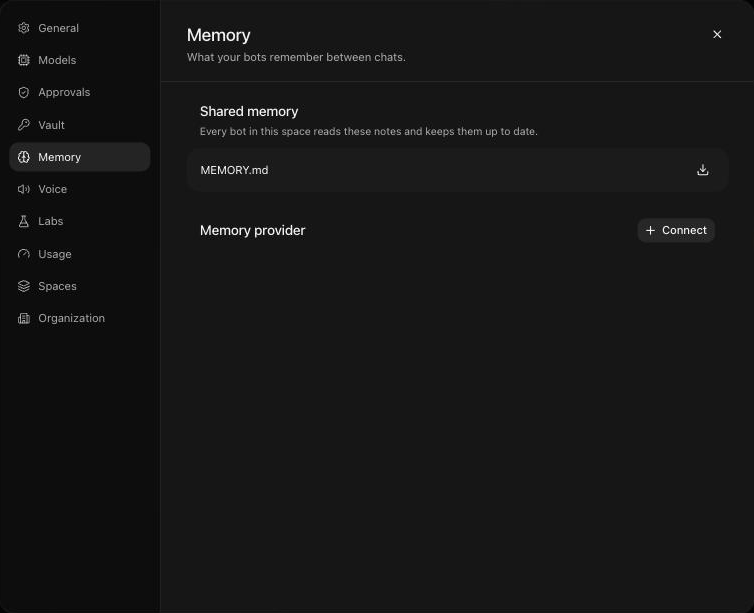 General
Models
Approvals
Vault
Memory
Voice
Labs
Usage
Spaces
Organization
Memory
What your bots remember between chats.
Shared memory
Every bot in this space reads these notes and keeps them up to date.
MEMORY.md
Memory provider
+ Connect